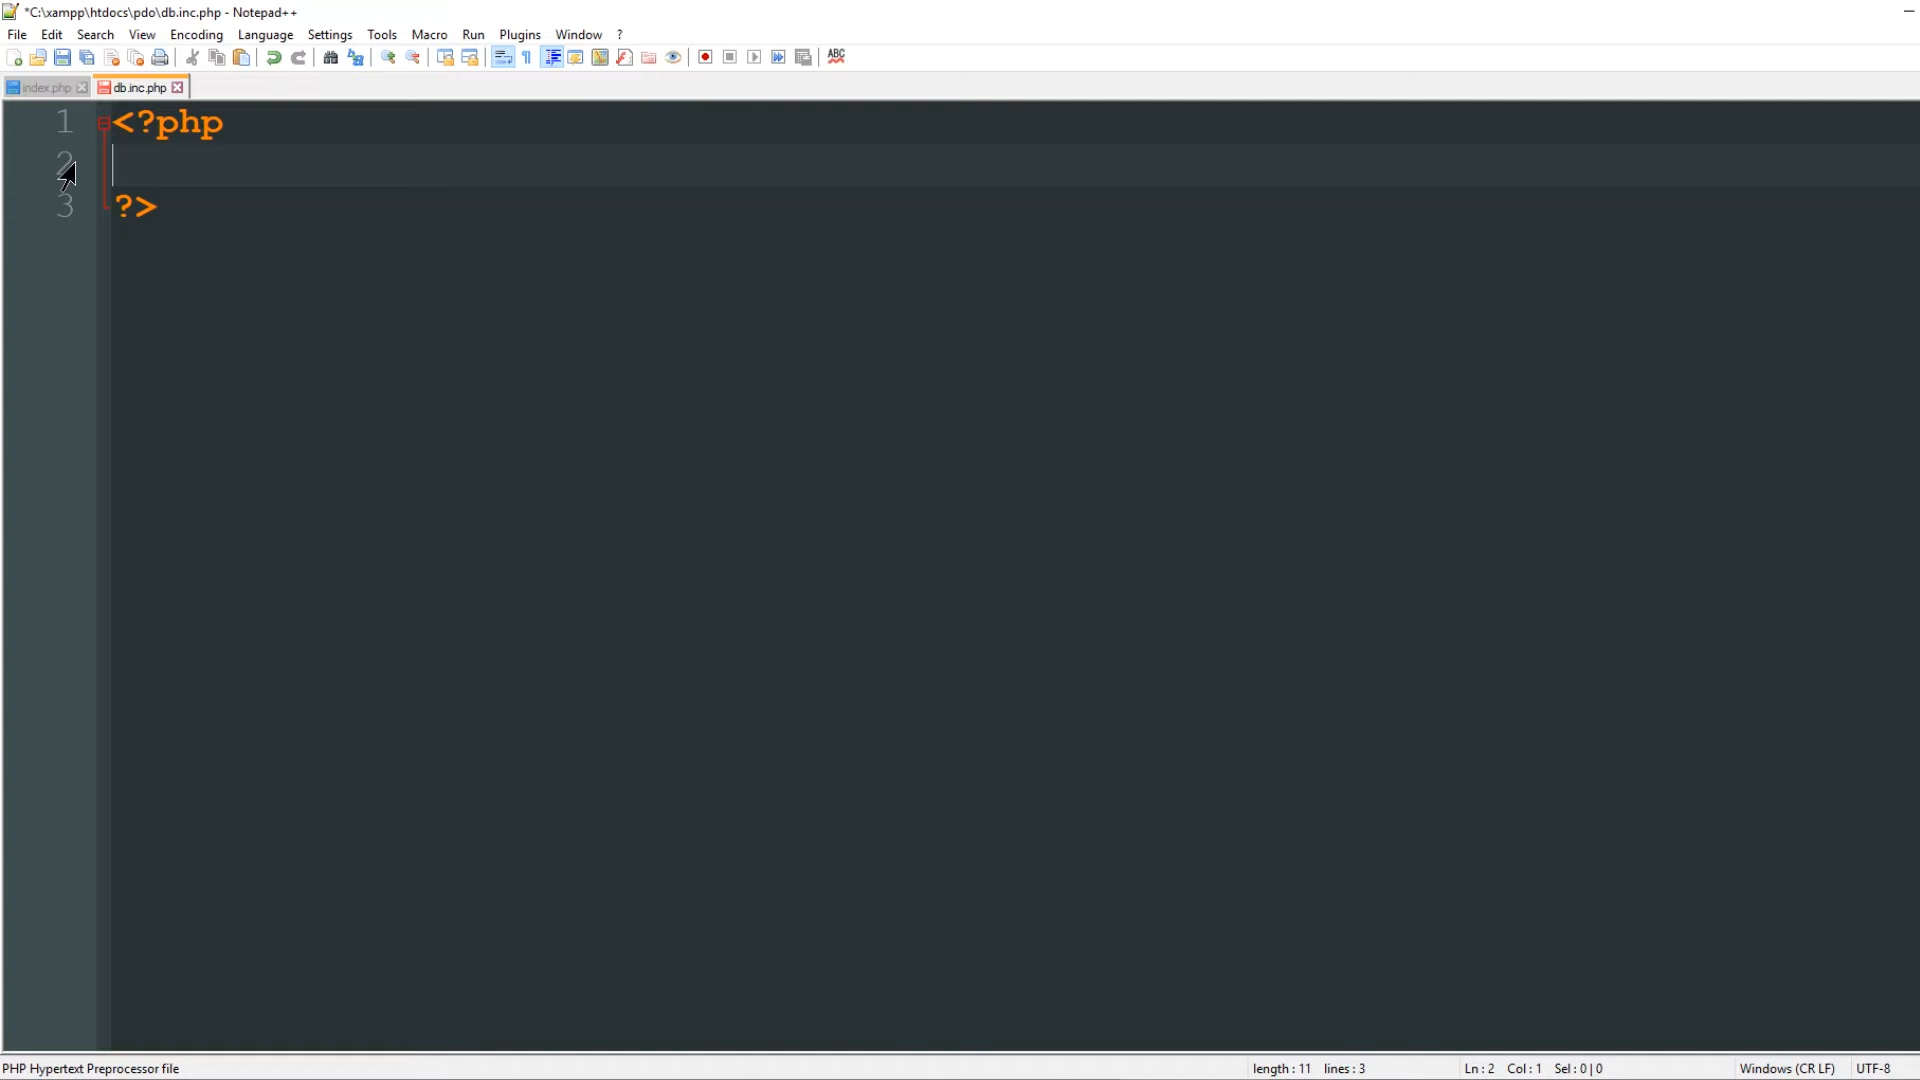 *C:\xampp\htdocs\pdo\db.inc.php - Notepad++
File Edit Search View Encoding Language Settings Tools Macro Run Plugins Window ?
ABC
index.php db.inc.php
1 <?php
2
3 ?>
PHP Hypertext Preprocessor file length : 11 lines : 3 Ln : 2 Col : 1 Sel : 0 | 0 Windows (CR LF) UTF-8